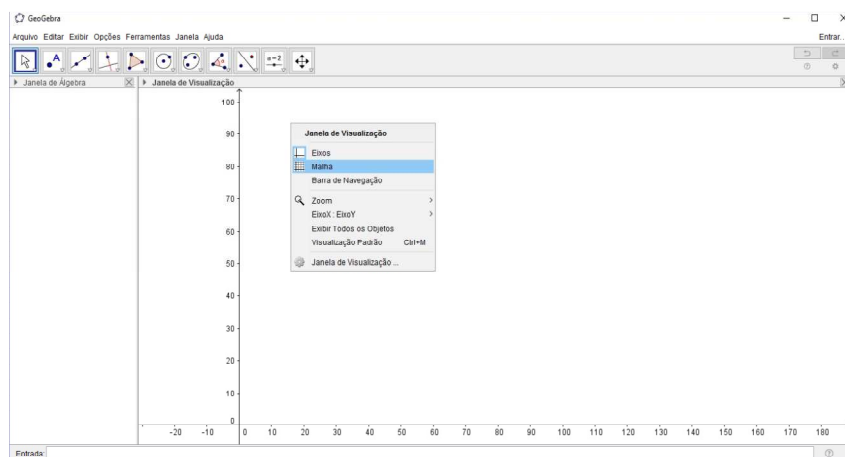 GeoGebra
Arquivo Editar Exibir Opções Ferramentas Janela Ajuda
Entrar...
A
a=2
Janela de Álgebra
Janela de Visualização
100
90
80
70
60
50
40
30
20
10
0
Janela de Visualização
Eixos
Malha
Barra de Navegação
Zoom
EixoX : EixoY
Exibir Todos os Objetos
Visualização Padrão Ctrl+M
Janela de Visualização ...
-20 -10 0 10 20 30 40 50 60 70 80 90 100 110 120 130 140 150 160 170 180
Entrada: